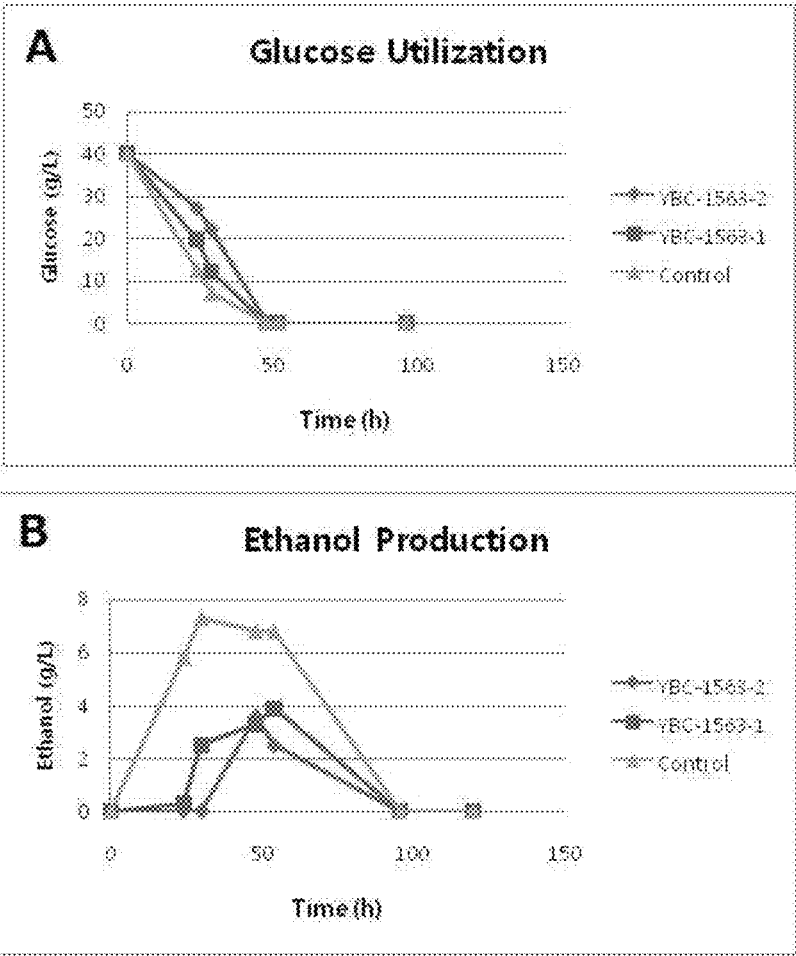 A
Glucose Utilization
50
40
30
20
10
0
Glucose (g/L)
0
50
100
150
Time (h)
YBC-1563-2
YBC-1563-1
Control
B
Ethanol Production
8
6
4
2
0
Ethanol (g/L)
0
50
100
150
Time (h)
YBC-1563-2
YBC-1563-1
Control